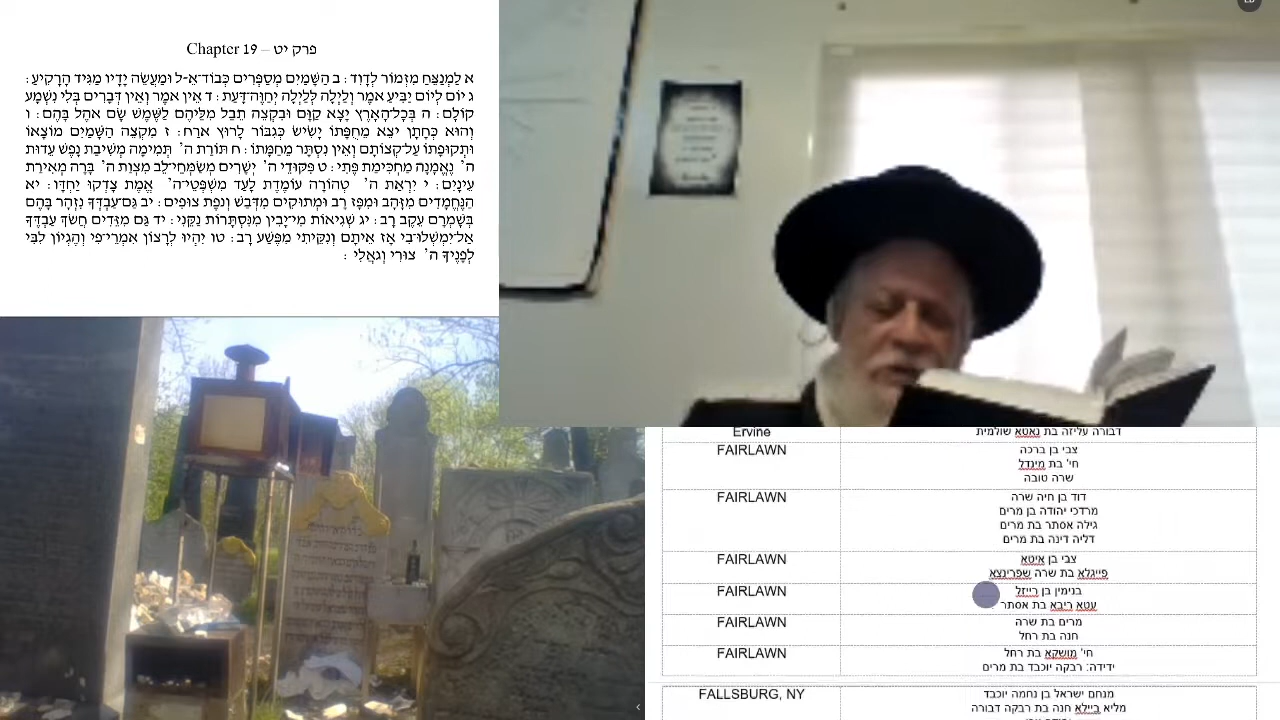 Chapter 19 – פרק יט
א לַמְנַצֵּחַ מִזְמוֹר לְדָוִד: ב הַשָּׁמַיִם מְסַפְּרִים כְּבוֹד־אֵ-ל וּמַעֲשֵׂה יָדָיו מַגִּיד הָרָקִיעַ:
ג יוֹם לְיוֹם יַבִּיעַ אֹמֶר וְלַיְלָה לְּלַיְלָה יְחַוֶּה־דָּעַת: ד אֵין אֹמֶר וְאֵין דְּבָרִים בְּלִי נִשְׁמָע
קוֹלָם: ה בְּכָל־הָאָרֶץ יָצָא קַוָּם וּבִקְצֵה תֵבֵל מִלֵּיהֶם לַשֶּׁמֶשׁ שָׂם אֹהֶל בָּהֶם: ו
וְהוּא כְּחָתָן יֹצֵא מֵחֻפָּתוֹ יָשִׂישׂ כְּגִבּוֹר לָרוּץ אֹרַח: ז מִקְצֵה הַשָּׁמַיִם מוֹצָאוֹ
וּתְקוּפָתוֹ עַל־קְצוֹתָם וְאֵין נִסְתָּר מֵחַמָּתוֹ: ח תּוֹרַת ה' תְּמִימָה מְשִׁיבַת נָפֶשׁ עֵדוּת
ה' נֶאֱמָנָה מַחְכִּימַת פֶּתִי: ט פִּקּוּדֵי ה' יְשָׁרִים מְשַׂמְּחֵי־לֵב מִצְוַת ה' בָּרָה מְאִירַת
עֵינָיִם: י יִרְאַת ה' טְהוֹרָה עוֹמֶדֶת לָעַד מִשְׁפְּטֵי־ה' אֱמֶת צָדְקוּ יַחְדָּו: יא
הַנֶּחֱמָדִים מִזָּהָב וּמִפַּז רָב וּמְתוּקִים מִדְּבַשׁ וְנֹפֶת צוּפִים: יב גַּם־עַבְדְּךָ נִזְהָר בָּהֶם
בְּשָׁמְרָם עֵקֶב רָב: יג שְׁגִיאוֹת מִי־יָבִין מִנִּסְתָּרוֹת נַקֵּנִי: יד גַּם מִזֵּדִים חֲשֹׂךְ עַבְדֶּךָ
אַל־יִמְשְׁלוּ־בִי אָז אֵיתָם וְנִקֵּיתִי מִפֶּשַׁע רָב: טו יִהְיוּ לְרָצוֹן אִמְרֵי־פִי וְהֶגְיוֹן לִבִּי
לְפָנֶיךָ ה' צוּרִי וְגֹאֲלִי:
Ervine דבורה עליזה בת נאטא שולמית
FAIRLAWN צבי בן ברכה
חי' בת מינדל
שרה טובה
FAIRLAWN דוד בן חיה שרה
מרדכי יהודה בן מרים
גילה אסתר בת מרים
דליה דינה בת מרים
FAIRLAWN צבי בן איטא
פייגלא בת שרה שפרינצא
FAIRLAWN בנימין בן רייזל
עטא ריבא בת אסתר
FAIRLAWN מרים בת שרה
חנה בת רחל
FAIRLAWN חי' מושקא בת רחל
ידידה: רבקה יוכבד בת מרים
FALLSBURG, NY מנחם ישראל בן נחמה יוכבד
מליא ביילא חנה בת רבקה דבורה